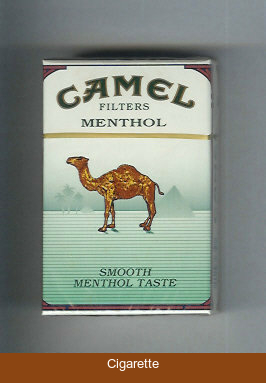 CAMEL
FILTERS
MENTHOL
SMOOTH
MENTHOL TASTE
Cigarette